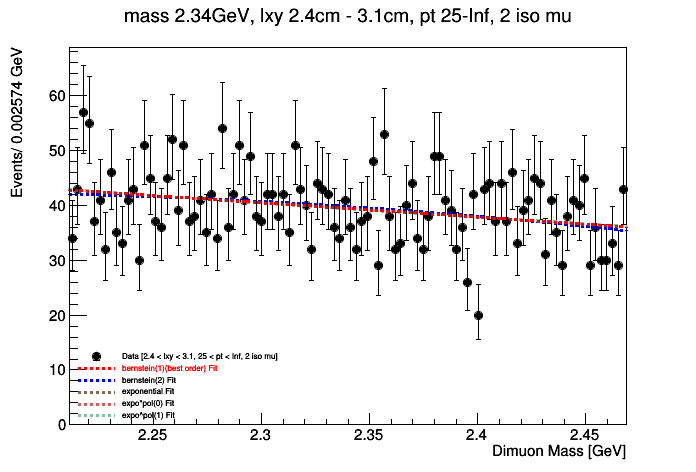 mass 2.34GeV, lxy 2.4cm - 3.1cm, pt 25-Inf, 2 iso mu
Events/ 0.002574 GeV
60
50
40
30
20
10
0
Data [2.4 < lxy < 3.1, 25 < pt < Inf, 2 iso mu]
bernstein(1)(best order) Fit
bernstein(2) Fit
exponential Fit
expo*pol(0) Fit
expo*pol(1) Fit
2.25 2.3 2.35 2.4 2.45
Dimuon Mass [GeV]